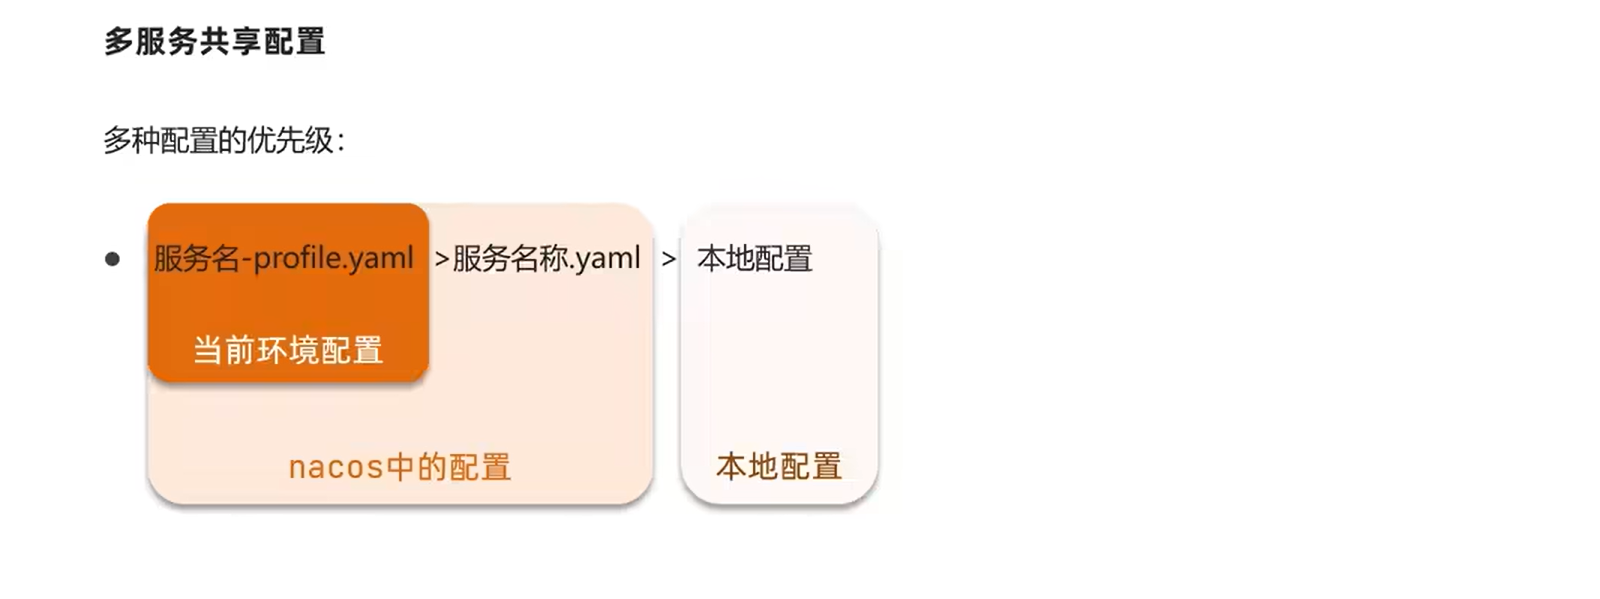 多服务共享配置
多种配置的优先级：
● 服务名-profile.yaml >服务名称.yaml > 本地配置
当前环境配置
nacos中的配置 本地配置